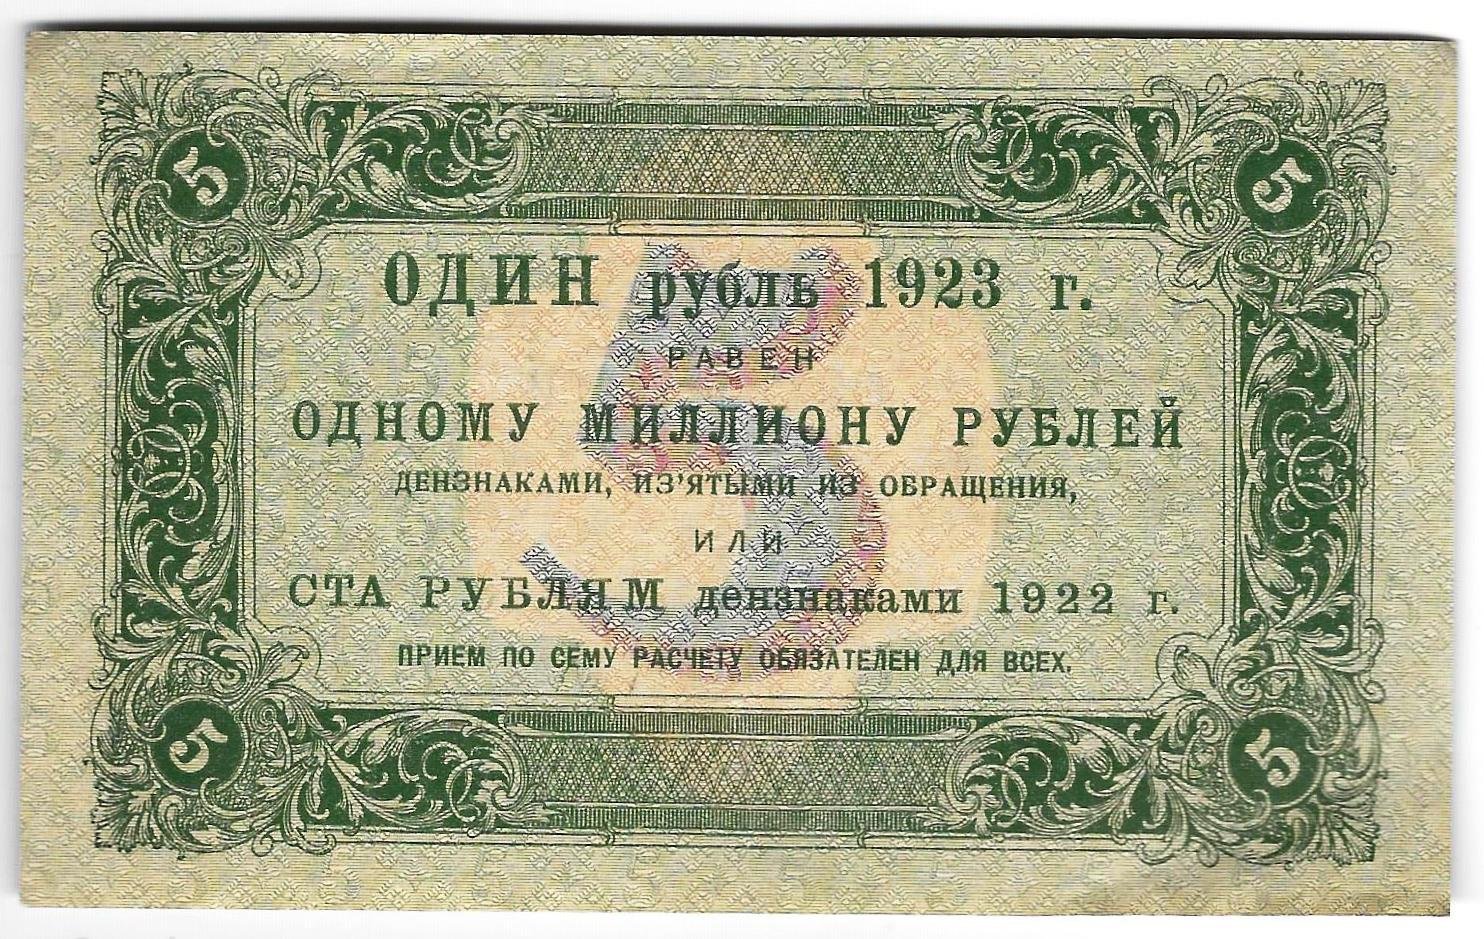 5 5
ОДИН рубль 1923 г.
РАВЕН
ОДНОМУ МИЛЛИОНУ РУБЛЕЙ
ДЕНЗНАКАМИ, ИЗ'ЯТЫМИ ИЗ ОБРАЩЕНИЯ,
ИЛИ
СТА РУБЛЯМ дензнаками 1922 г.
ПРИЕМ ПО СЕМУ РАСЧЕТУ ОБЯЗАТЕЛЕН ДЛЯ ВСЕХ.
5
5 5